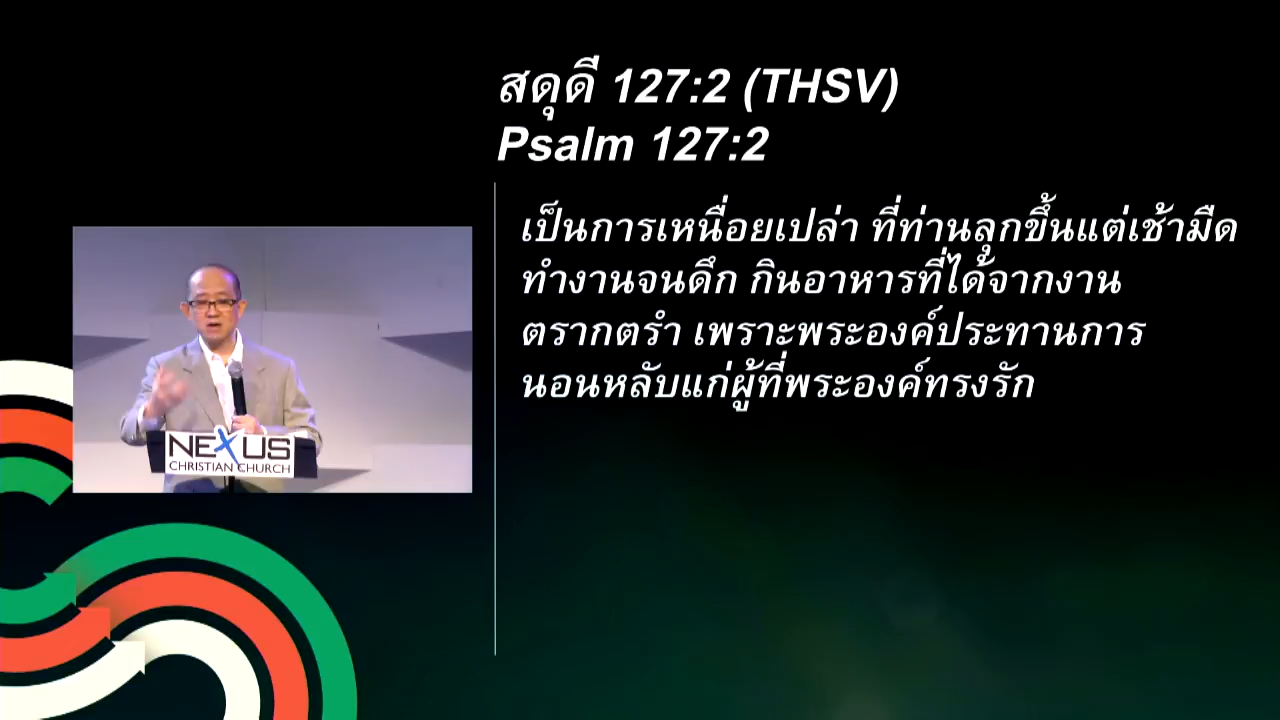 สดุดี 127:2 (THSV)
Psalm 127:2
เป็นการเหนื่อยเปล่า ที่ท่านลุกขึ้นแต่เช้ามืด
ทำงานจนดึก กินอาหารที่ได้จากงาน
ตรากตรำ เพราะพระองค์ประทานการ
นอนหลับแก่ผู้ที่พระองค์ทรงรัก
NEXUS
CHRISTIAN CHURCH